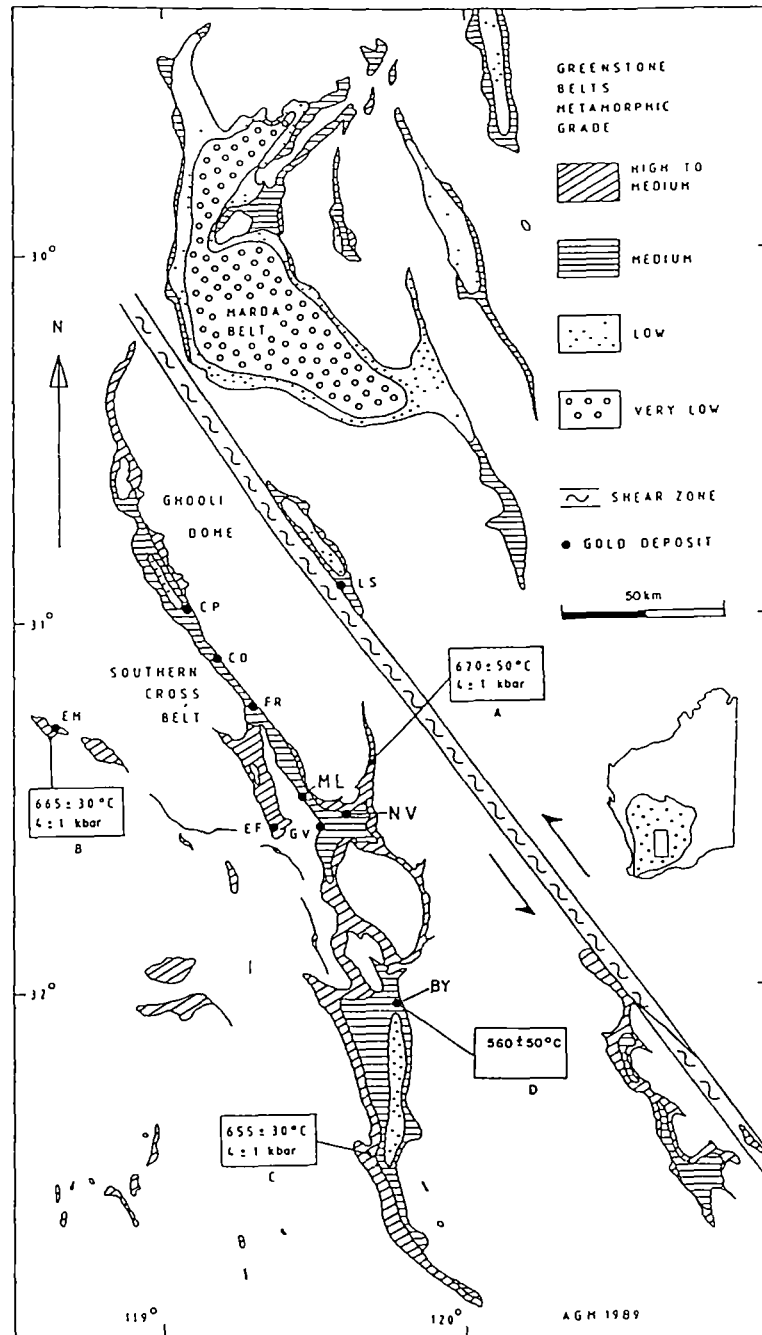 GREENSTONE
BELTS
METAMORPHIC
GRADE
HIGH TO
MEDIUM
MEDIUM
LOW
VERY LOW
SHEAR ZONE
GOLD DEPOSIT
50 km
30°
N
MARDA
BELT
GHOOLI
DOME
LS
CP
31°
CO
SOUTHERN
CROSS
BELT
FR
670 ± 50°C
4 ± 1 kbar
A
EM
665 ± 30°C
4 ± 1 kbar
B
ML
NV
EF
GV
32°
BY
560 ± 50°C
D
655 ± 30°C
4 ± 1 kbar
C
119°
120°
AGM 1989